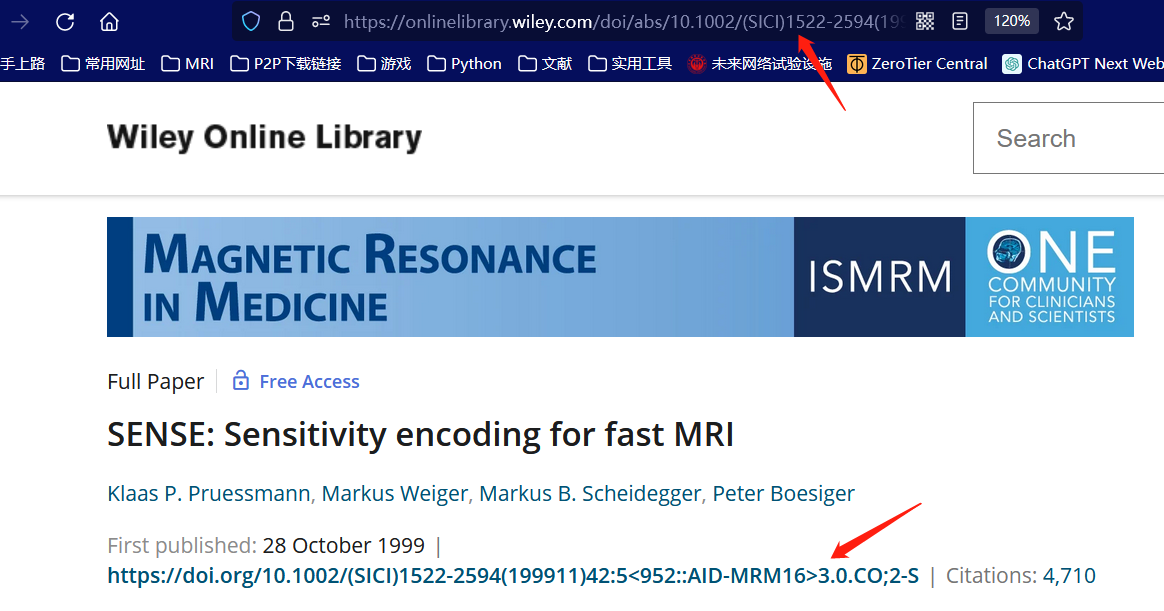 https://onlinelibrary.wiley.com/doi/abs/10.1002/(SICI)1522-2594(199 120%
手上路 常用网址 MRI P2P下载链接 游戏 Python 文献 实用工具 未来网络试验设施 ZeroTier Central ChatGPT Next Web
Wiley Online Library
Search
MAGNETIC RESONANCE
IN MEDICINE
ISMRM
ONE
COMMUNITY
FOR CLINICIANS
AND SCIENTISTS
Full Paper Free Access
SENSE: Sensitivity encoding for fast MRI
Klaas P. Pruessmann, Markus Weiger, Markus B. Scheidegger, Peter Boesiger
First published: 28 October 1999 |
https://doi.org/10.1002/(SICI)1522-2594(199911)42:5<952::AID-MRM16>3.0.CO;2-S | Citations: 4,710